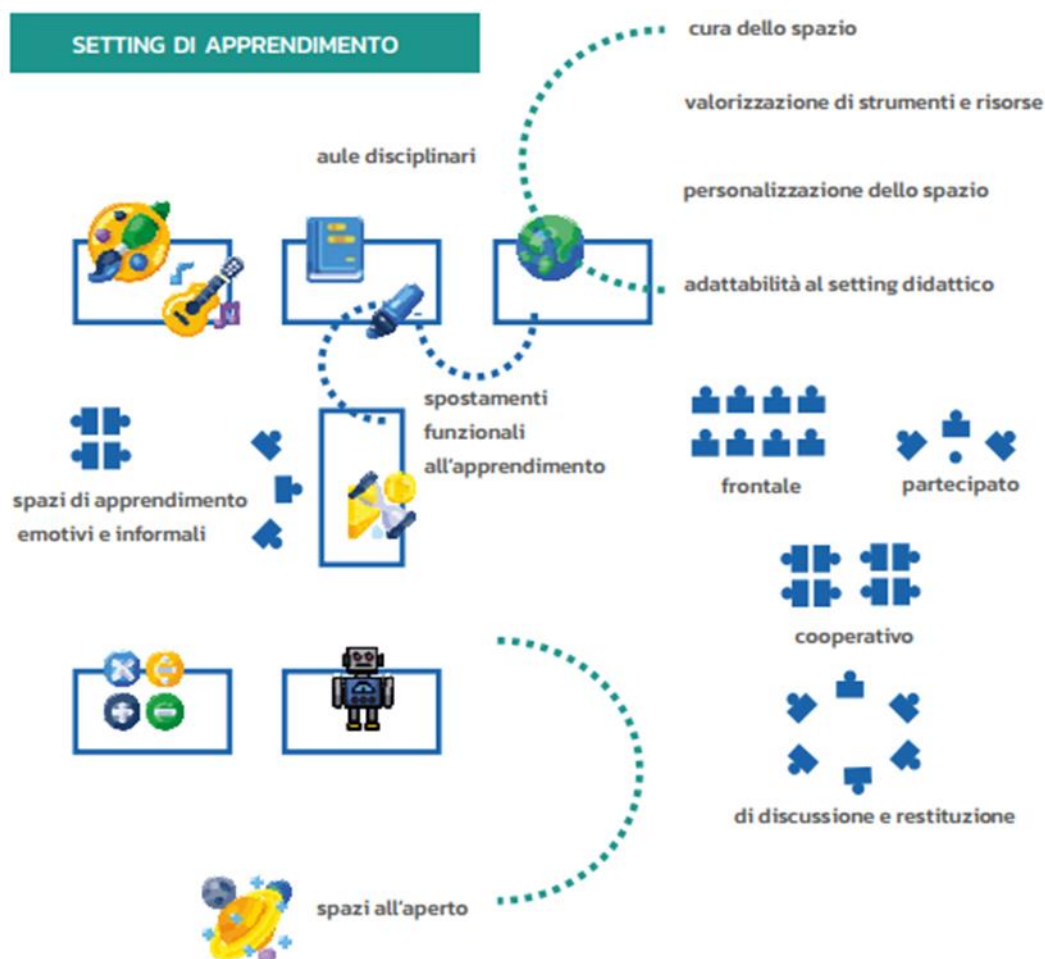 SETTING DI APPRENDIMENTO
cura dello spazio
valorizzazione di strumenti e risorse
aule disciplinari
personalizzazione dello spazio
adattabilità al setting didattico
spostamenti
funzionali
all'apprendimento
spazi di apprendimento
emotivi e informali
frontale
partecipato
cooperativo
di discussione e restituzione
spazi all'aperto